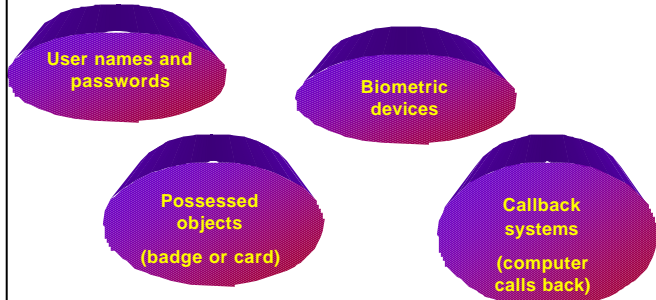 User names and
passwords
Biometric
devices
Possessed
objects
(badge or card)
Callback
systems
(computer
calls back)